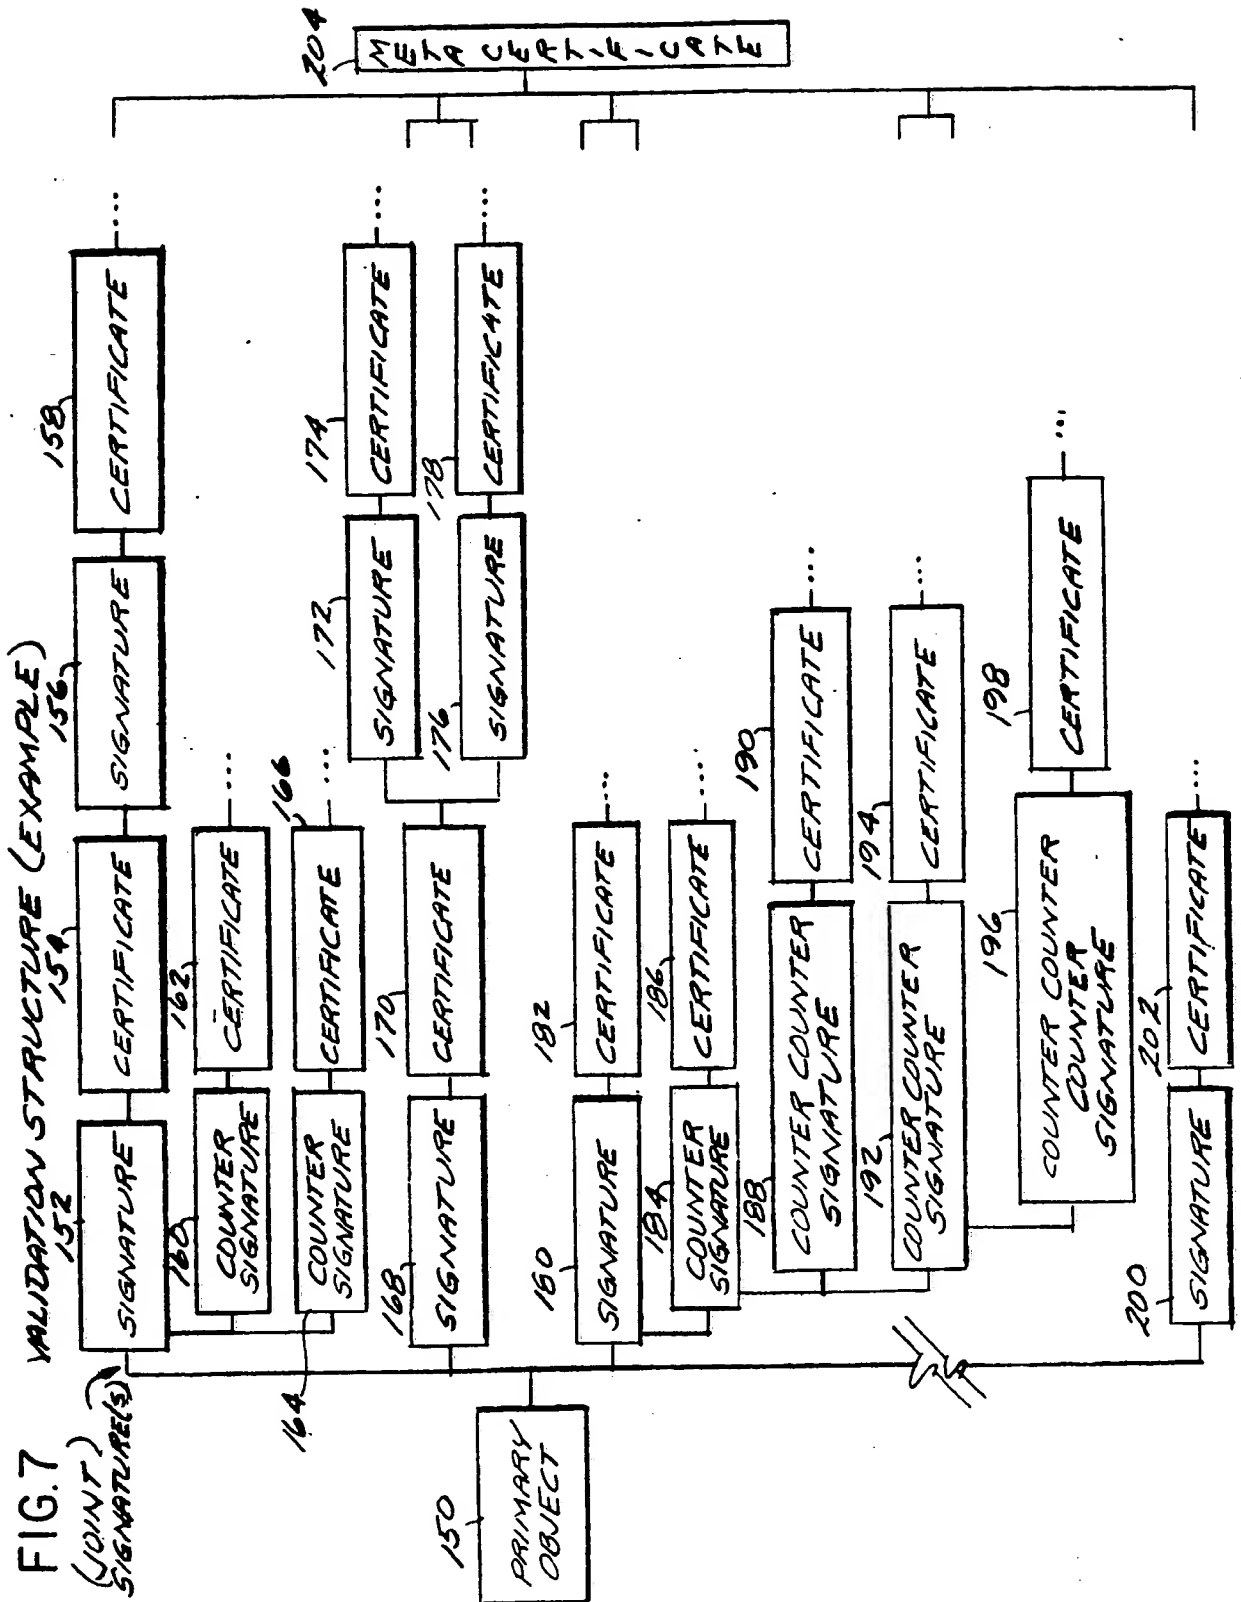 FIG.7
VALIDATION STRUCTURE (EXAMPLE)
(JOINT)
SIGNATURE(S)
150
PRIMARY
OBJECT
152
SIGNATURE
154
CERTIFICATE
156
SIGNATURE
158
CERTIFICATE
....
160
COUNTER
SIGNATURE
162
CERTIFICATE
....
164
COUNTER
SIGNATURE
166
CERTIFICATE
...
168
SIGNATURE
170
CERTIFICATE
172
SIGNATURE
174
CERTIFICATE
....
176
SIGNATURE
178
CERTIFICATE
....
180
SIGNATURE
182
CERTIFICATE
...
184
COUNTER
SIGNATURE
186
CERTIFICATE
....
188
COUNTER COUNTER
SIGNATURE
190
CERTIFICATE
....
192
COUNTER COUNTER
SIGNATURE
194
CERTIFICATE
....
196
COUNTER COUNTER
COUNTER
SIGNATURE
198
CERTIFICATE
...
200
SIGNATURE
202
CERTIFICATE
...
204
META CERTIFICATE